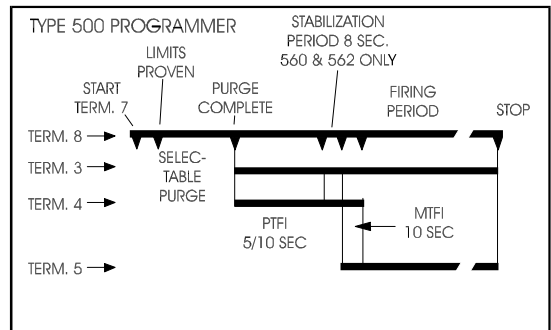 TYPE 500 PROGRAMMER
STABILIZATION
PERIOD 8 SEC.
560 & 562 ONLY
LIMITS
PROVEN
START
TERM. 7
PURGE
COMPLETE
FIRING
PERIOD
STOP
TERM. 8
SELEC-
TABLE
PURGE
TERM. 3
TERM. 4
PTFI
5/10 SEC
MTFI
10 SEC
TERM. 5